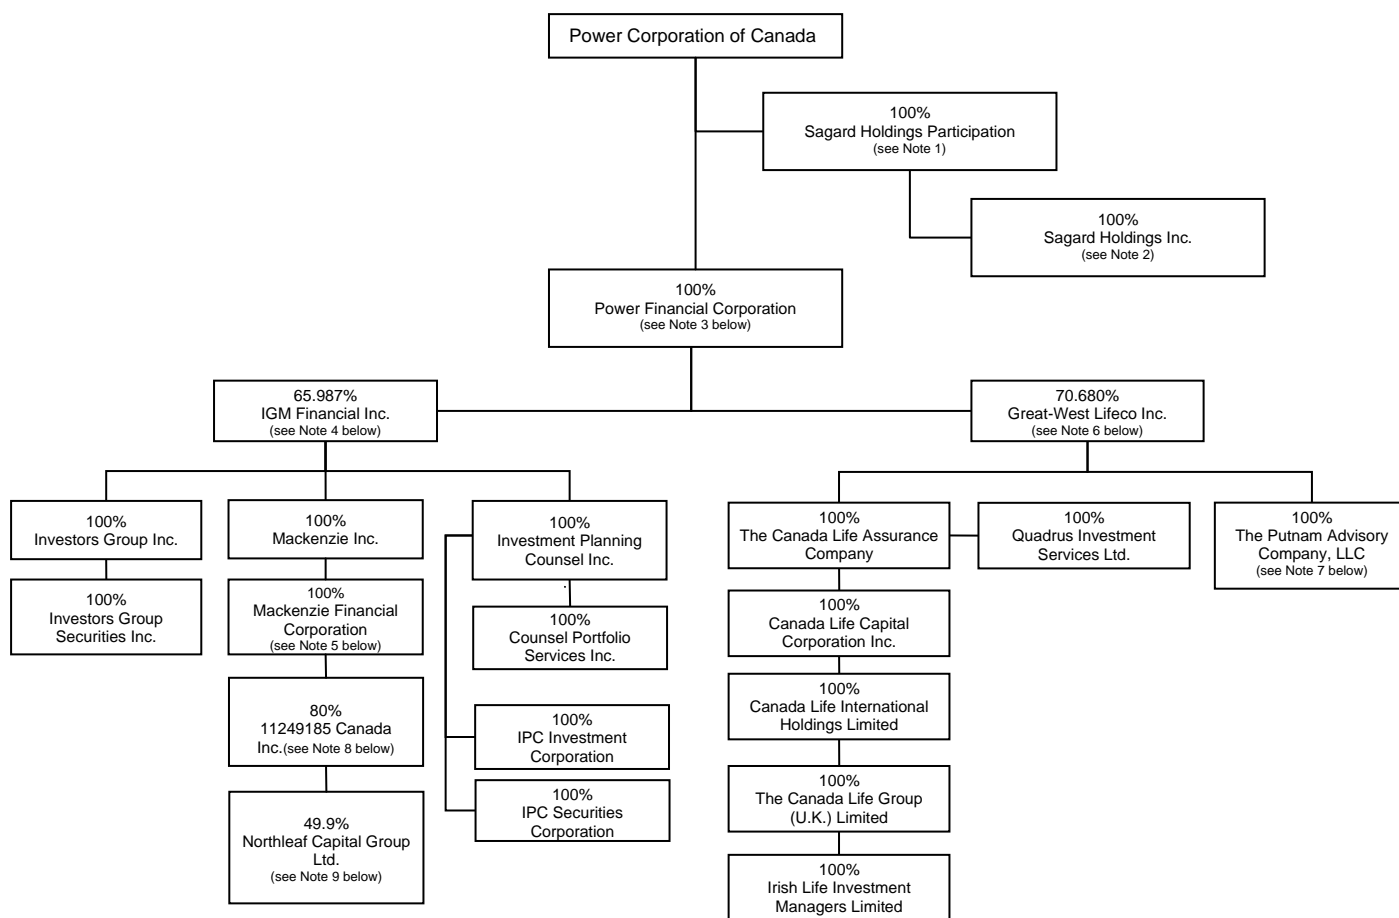 Power Corporation of Canada
100%
Sagard Holdings Participation
(see Note 1)
100%
Sagard Holdings Inc.
(see Note 2)
100%
Power Financial Corporation
(see Note 3 below)
65.987%
IGM Financial Inc.
(see Note 4 below)
70.680%
Great-West Lifeco Inc.
(see Note 6 below)
100%
Investors Group Inc.
100%
Mackenzie Inc.
100%
Investment Planning
Counsel Inc.
100%
The Canada Life Assurance
Company
100%
Quadrus Investment
Services Ltd.
100%
The Putnam Advisory
Company, LLC
(see Note 7 below)
100%
Investors Group
Securities Inc.
100%
Mackenzie Financial
Corporation
(see Note 5 below)
100%
Counsel Portfolio
Services Inc.
100%
Canada Life Capital
Corporation Inc.
80%
11249185 Canada
Inc.(see Note 8 below)
100%
IPC Investment
Corporation
100%
Canada Life International
Holdings Limited
49.9%
Northleaf Capital Group
Ltd.
(see Note 9 below)
100%
IPC Securities
Corporation
100%
The Canada Life Group
(U.K.) Limited
100%
Irish Life Investment
Managers Limited